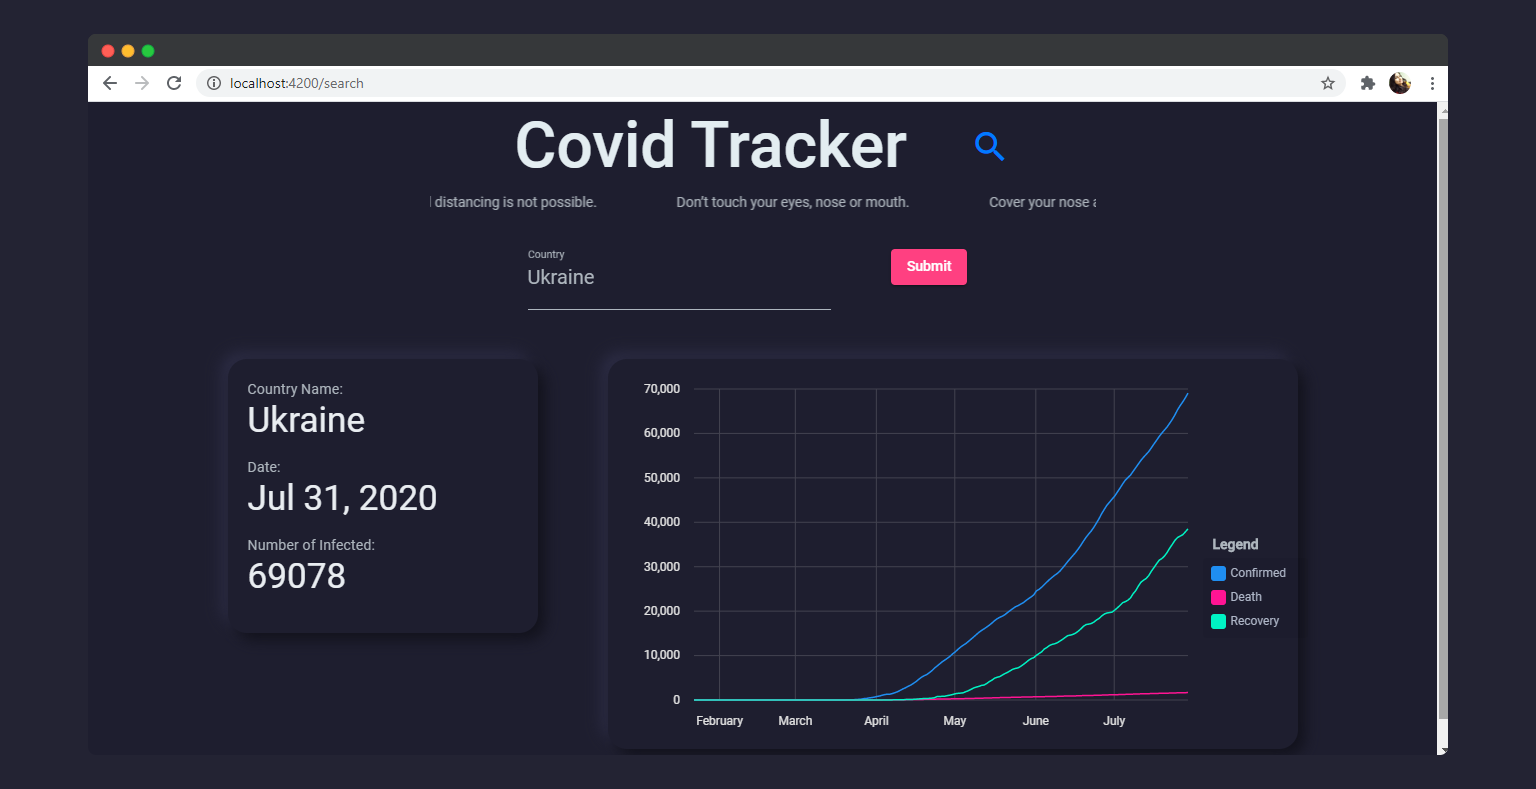 localhost:4200/search
Covid Tracker
distancing is not possible.
Don't touch your eyes, nose or mouth.
Cover your nose
Country
Ukraine
Submit
Country Name:
Ukraine
Date:
Jul 31, 2020
Number of Infected:
69078
70,000
60,000
50,000
40,000
30,000
20,000
10,000
0
February March April May June July
Legend
Confirmed
Death
Recovery